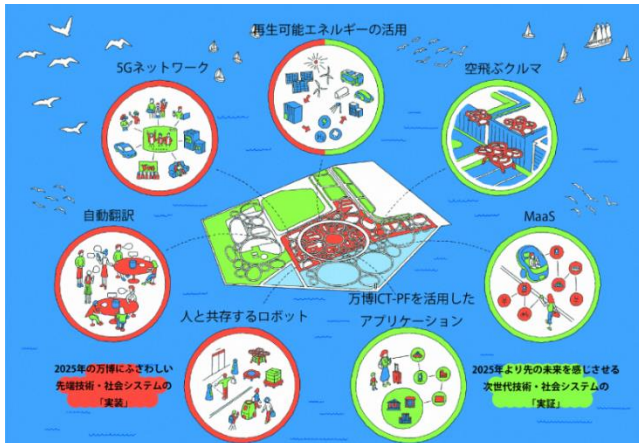 再生可能エネルギーの活用
5Gネットワーク
空飛ぶクルマ
自動翻訳
MaaS
人と共存するロボット
万博ICT-PFを活用した
アプリケーション
2025年の万博にふさわしい
先端技術・社会システムの
「実装」
2025年より先の未来を感じさせる
次世代技術・社会システムの
「実証」